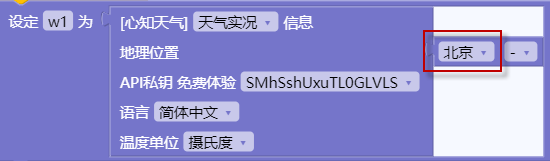 设定 w1 为 [心知天气] 天气实况 信息
地理位置 北京 -
API私钥 免费体验 SMhSshUxuTL0GLVLS
语言 简体中文
温度单位 摄氏度